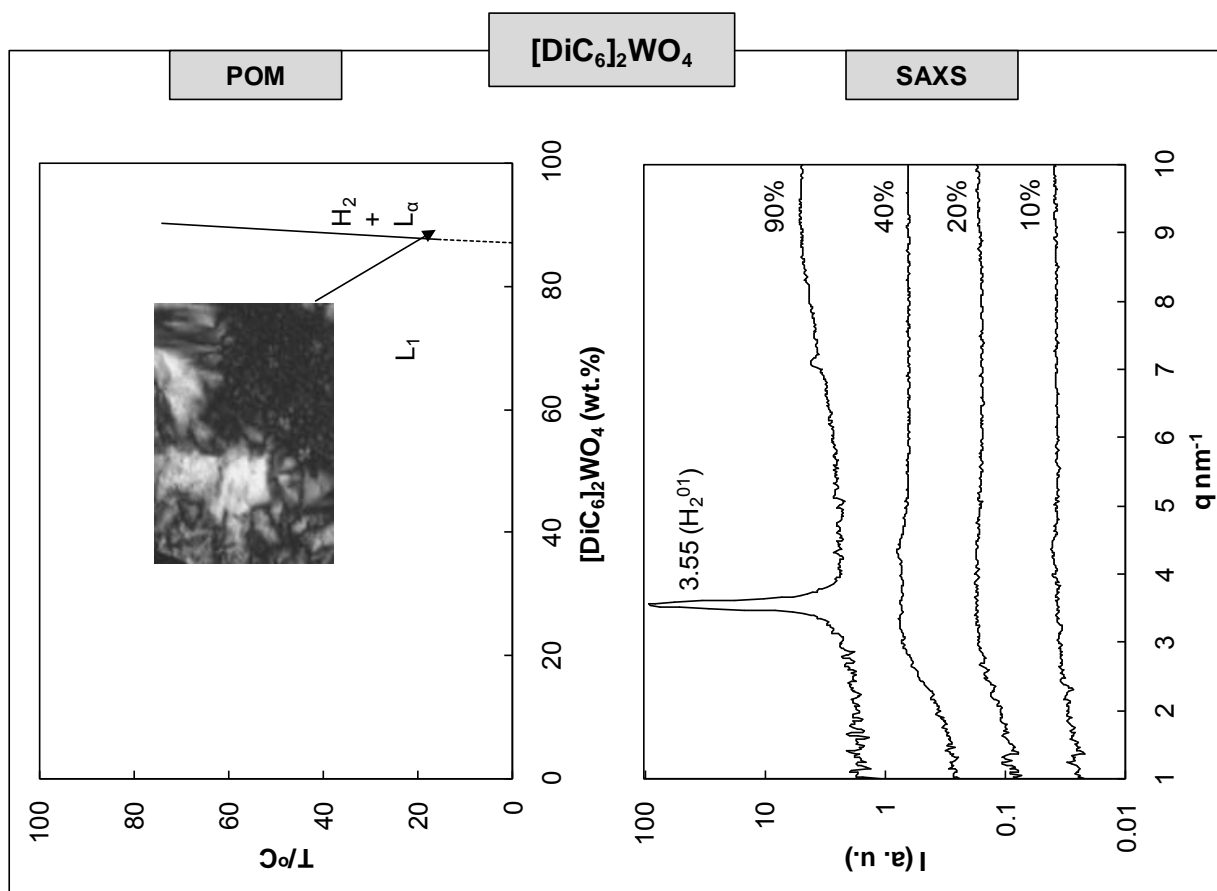 [DiC₆]₂WO₄
POM
SAXS
T/ºC
100
80
60
40
20
0
0
20
40
60
80
100
[DiC₆]₂WO₄ (wt.%)
L₁
H₂
+
Lα
I (a. u.)
100
10
1
0.1
0.01
1
2
3
4
5
6
7
8
9
10
q nm⁻¹
3.55 (H₂⁰¹)
90%
40%
20%
10%